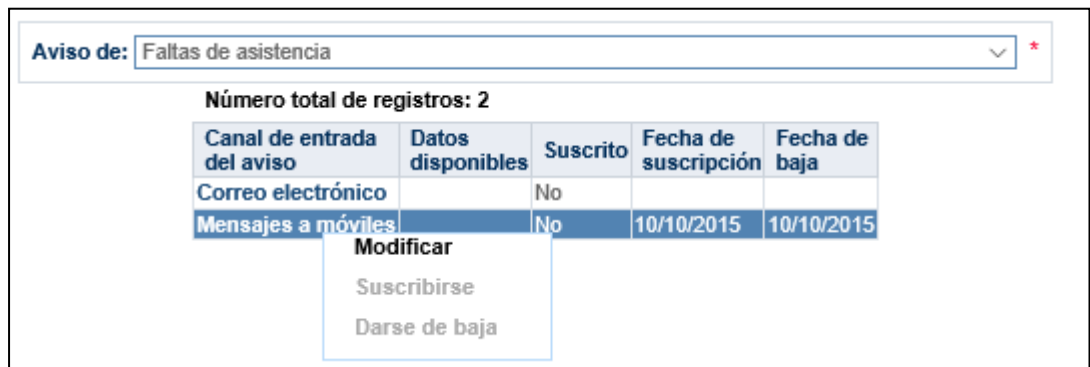 Aviso de: Faltas de asistencia *
Número total de registros: 2
Canal de entrada del aviso Datos disponibles Suscrito Fecha de suscripción Fecha de baja
Correo electrónico No
Mensajes a móviles No 10/10/2015 10/10/2015
Modificar
Suscribirse
Darse de baja